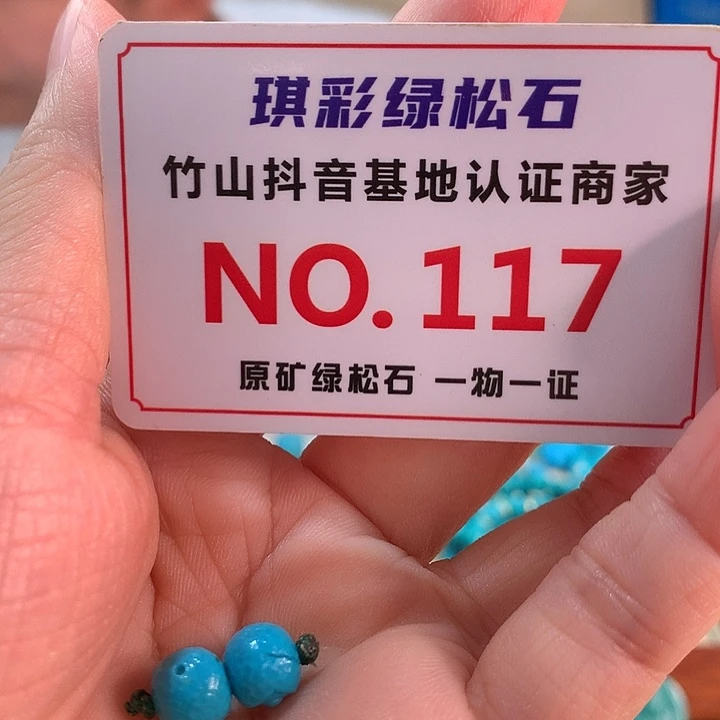 琪彩绿松石
竹山抖音基地认证商家
NO.117
原矿绿松石 一物一证